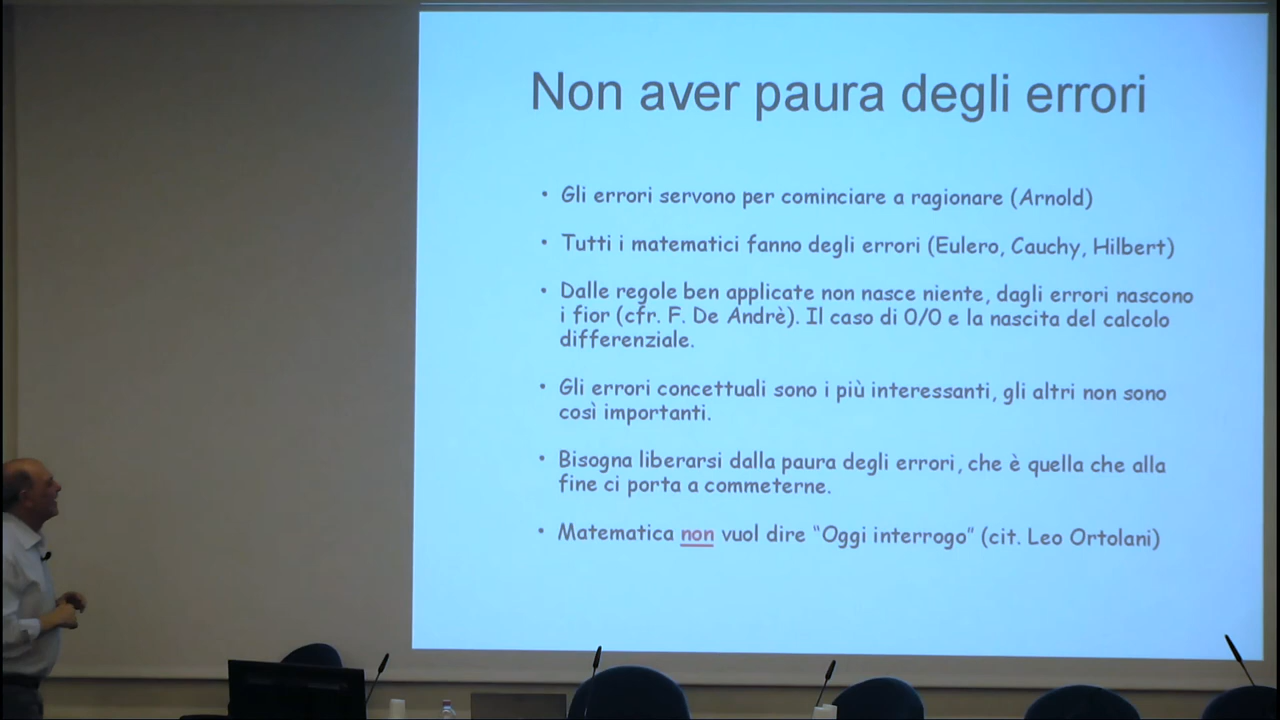 Non aver paura degli errori
• Gli errori servono per cominciare a ragionare (Arnold)
• Tutti i matematici fanno degli errori (Eulero, Cauchy, Hilbert)
• Dalle regole ben applicate non nasce niente, dagli errori nascono
i fior (cfr. F. De Andrè). Il caso di 0/0 e la nascita del calcolo
differenziale.
• Gli errori concettuali sono i più interessanti, gli altri non sono
così importanti.
• Bisogna liberarsi dalla paura degli errori, che è quella che alla
fine ci porta a commeterne.
• Matematica non vuol dire “Oggi interrogo” (cit. Leo Ortolani)